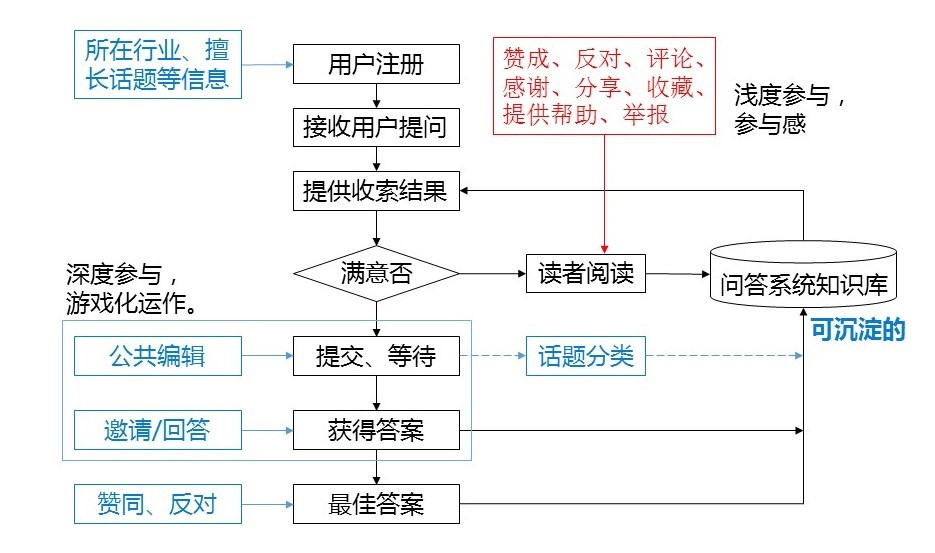 所在行业、擅
长话题等信息
用户注册
赞成、反对、评论、
感谢、分享、收藏、
提供帮助、举报
浅度参与，
参与感
接收用户提问
提供收索结果
满意否
读者阅读
问答系统知识库
可沉淀的
深度参与，
游戏化运作。
公共编辑
提交、等待
话题分类
邀请/回答
获得答案
赞同、反对
最佳答案